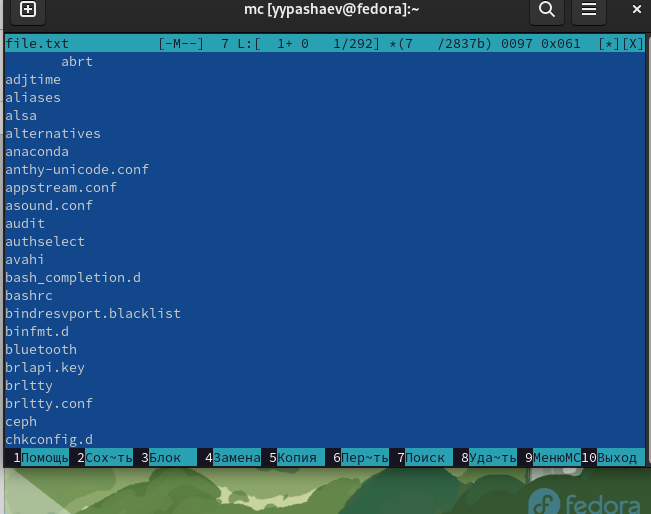 mc [yypashaev@fedora]:~
file.txt [-M--] 7 L:[ 1+ 0 1/292] *(7 /2837b) 0097 0x061 [*][X]
abrt
adjtime
aliases
alsa
alternatives
anaconda
anthy-unicode.conf
appstream.conf
asound.conf
audit
authselect
avahi
bash_completion.d
bashrc
bindresvport.blacklist
binfmt.d
bluetooth
brlapi.key
brltty
brltty.conf
ceph
chkconfig.d
1Помощь 2Сох~ть 3Блок 4Замена 5Копия 6Пер~ть 7Поиск 8Уда~ть 9МенюMC 10Выход
fedora